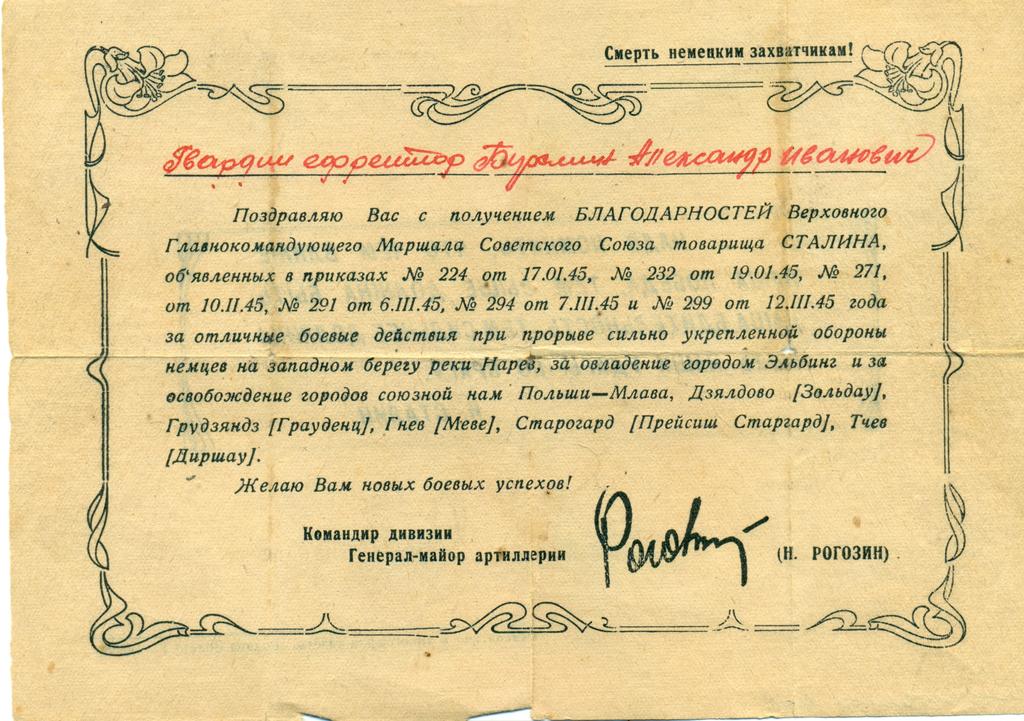 Смерть немецким захватчикам!
Гвардии ефрейтор Бурмин Александр Иванович
Поздравляю Вас с получением БЛАГОДАРНОСТЕЙ Верховного
Главнокомандующего Маршала Советского Союза товарища СТАЛИНА,
об'явленных в приказах № 224 от 17.01.45, № 232 от 19.01.45, № 271,
от 10.II.45, № 291 от 6.III.45, № 294 от 7.III.45 и № 299 от 12.III.45 года
за отличные боевые действия при прорыве сильно укрепленной обороны
немцев на западном берегу реки Нарев, за овладение городом Эльбинг и за
освобождение городов союзной нам Польши—Млава, Дзялдово [Зольдау],
Грудзяндз [Грауденц], Гнев [Меве], Старогард [Прейсиш Старгард], Тчев
[Диршау].
Желаю Вам новых боевых успехов!
Командир дивизии
Генерал-майор артиллерии
(Н. РОГОЗИН)